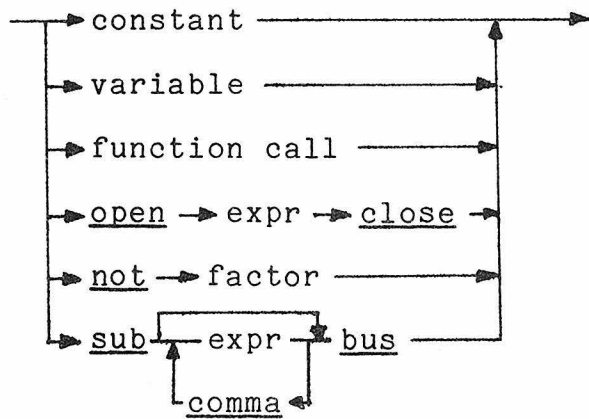 constant
variable
function call
open expr close
not factor
sub expr bus
comma